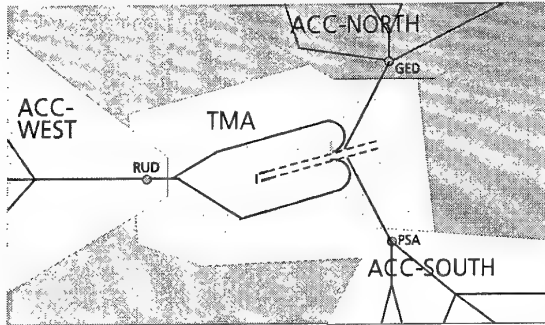 ACC-NORTH
GED
ACC-
WEST
TMA
RUD
PSA
ACC-SOUTH